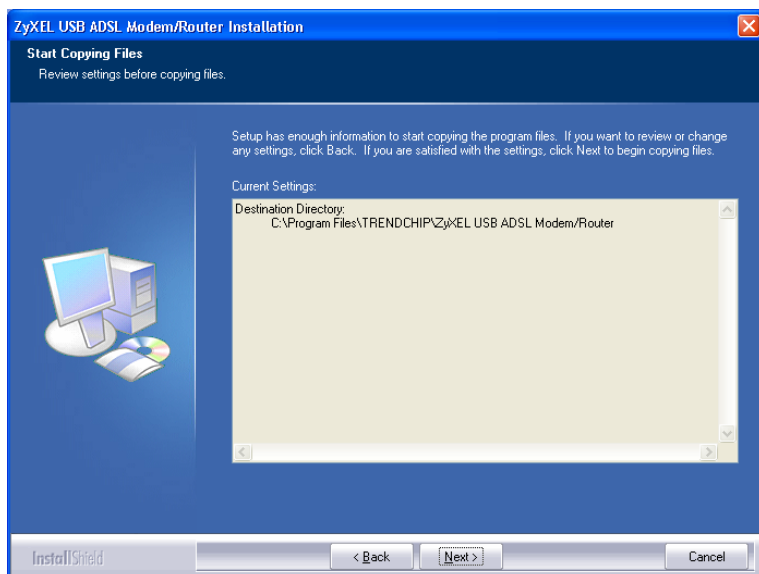 ZyXEL USB ADSL Modem/Router Installation
Start Copying Files
Review settings before copying files.
Setup has enough information to start copying the program files. If you want to review or change
any settings, click Back. If you are satisfied with the settings, click Next to begin copying files.
Current Settings:
Destination Directory:
C:\Program Files\TRENDCHIP\ZyXEL USB ADSL Modem/Router
InstallShield
< Back
Next >
Cancel